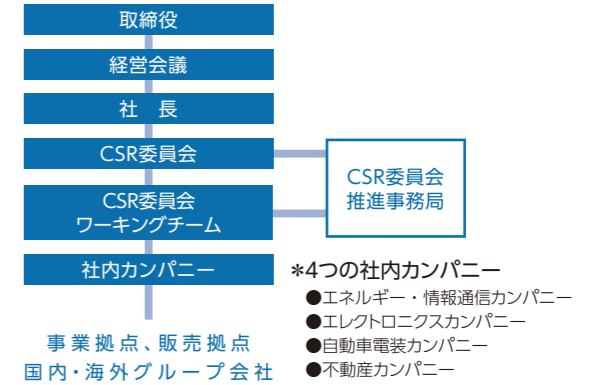 取締役
経営会議
社　長
CSR委員会
CSR委員会
ワーキングチーム
社内カンパニー
事業拠点、販売拠点
国内・海外グループ会社
CSR委員会
推進事務局
＊4つの社内カンパニー
●エネルギー・情報通信カンパニー
●エレクトロニクスカンパニー
●自動車電装カンパニー
●不動産カンパニー